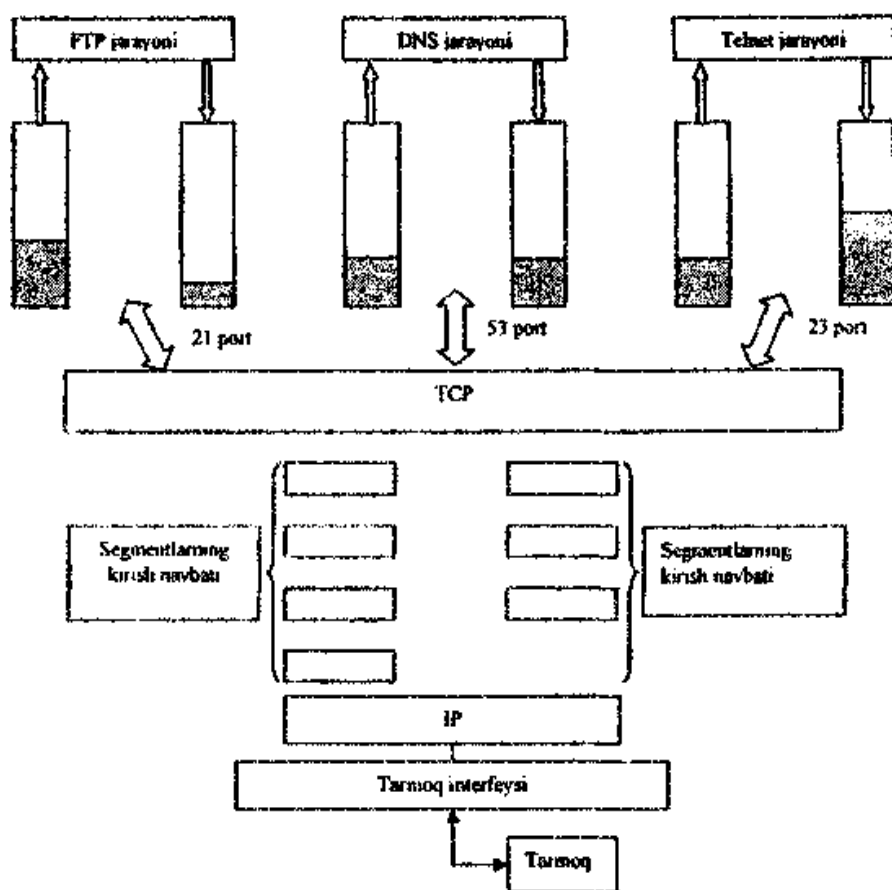 FTP jarayoni
DNS jarayoni
Telnet jarayoni
21 port
53 port
23 port
TCP
Segmentlarning
kirish navbati
Segmentlarning
kirish navbati
IP
Tarmoq interfeysi
Tarmoq